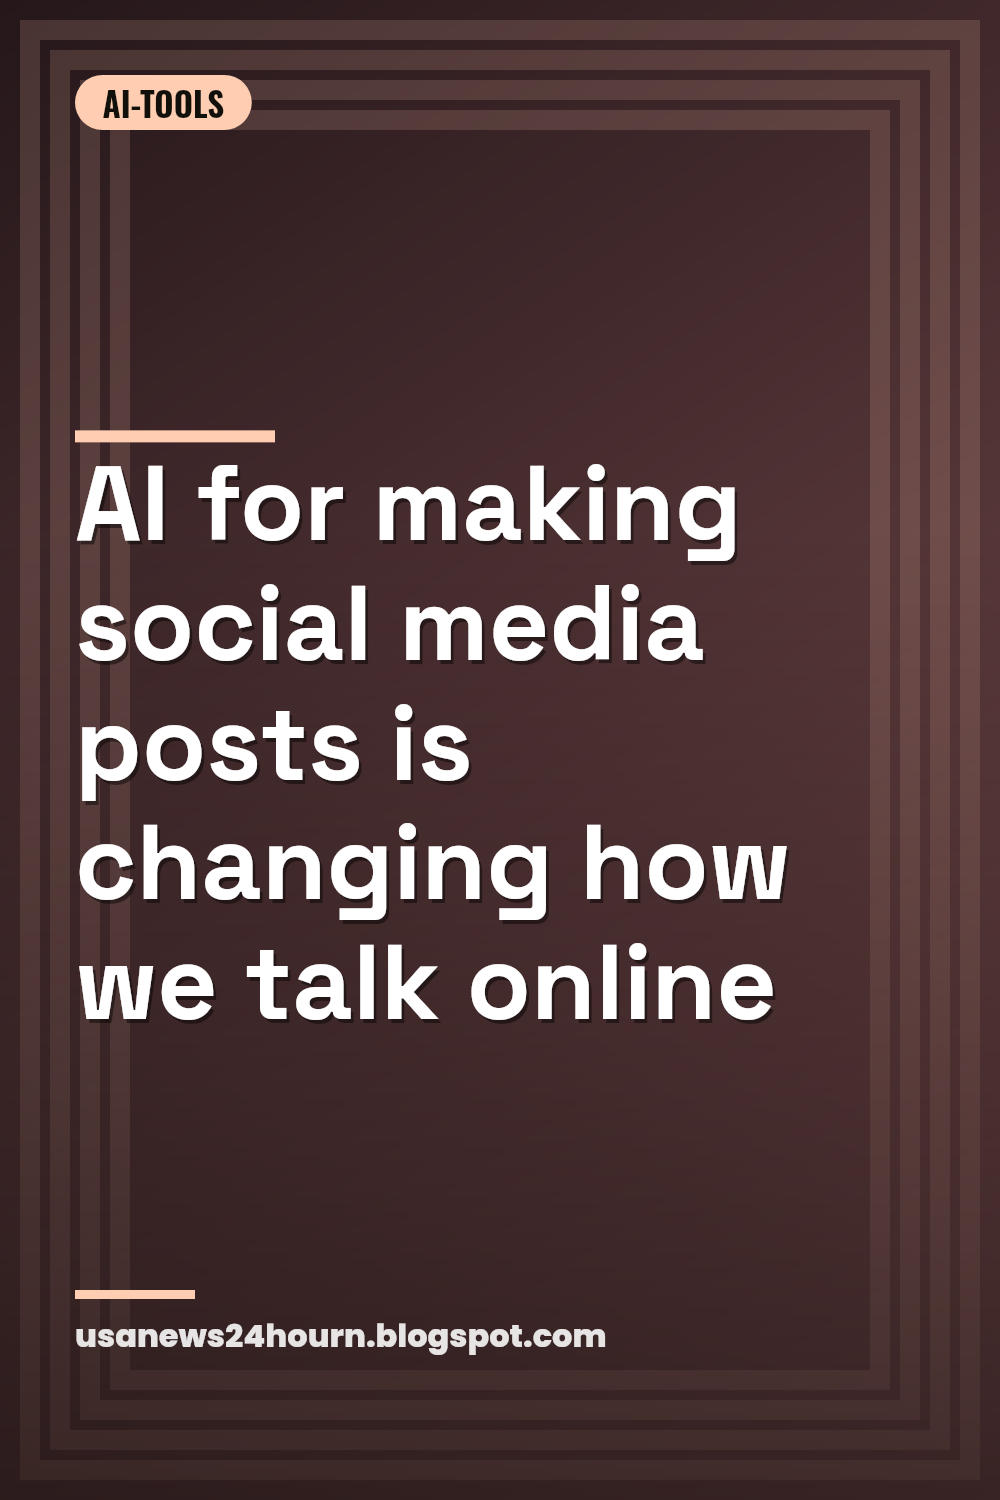 AI-TOOLS
AI for making
social media
posts is
changing how
we talk online
usanews24hourn.blogspot.com